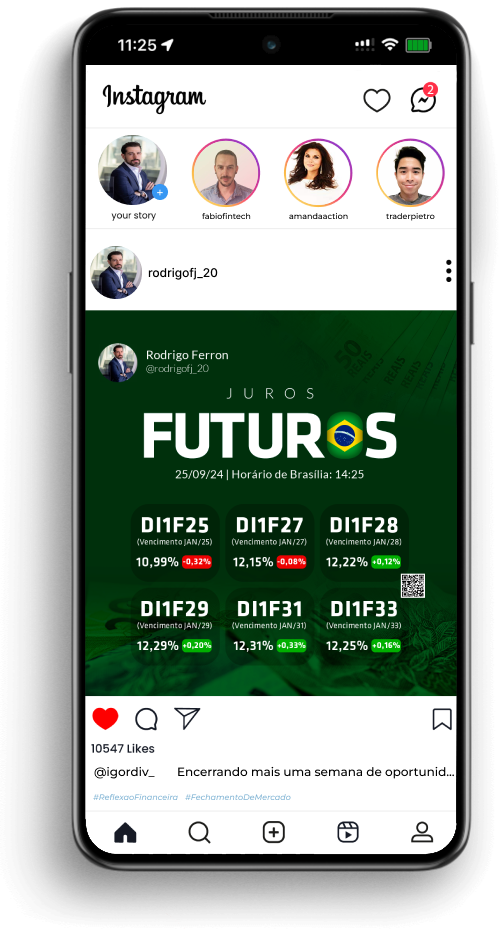 11:25
Instagram
2
your story
fabiofintech
amandaaction
traderpietro
rodrigofj_20
50
REAIS
REAIS
Rodrigo Ferron
@rodrigofj_20
JUROS
FUTUROS
25/09/24 | Horário de Brasília: 14:25
DI1F25 DI1F27 DI1F28
(Vencimento JAN/25) (Vencimento JAN/27) (Vencimento JAN/28)
10,99% -0,32% 12,15% -0,08% 12,22% +0,12%
DI1F29 DI1F31 DI1F33
(Vencimento JAN/29) (Vencimento JAN/31) (Vencimento JAN/33)
12,29% +0,20% 12,31% +0,33% 12,25% +0,16%
10547 Likes
@igordiv_ Encerrando mais uma semana de oportunid...
#ReflexaoFinanceira #FechamentoDeMercado